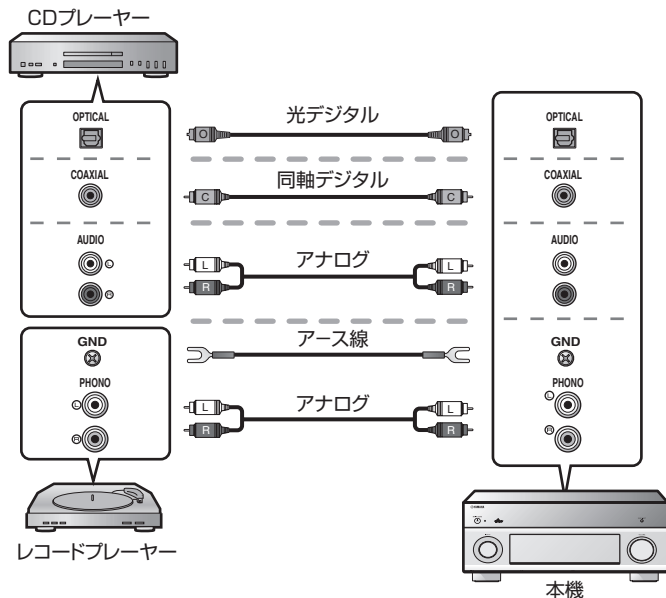 CDプレーヤー
OPTICAL
COAXIAL
AUDIO
L
R
GND
PHONO
L
R
レコードプレーヤー
光デジタル
O
O
同軸デジタル
C
C
アナログ
L
L
R
R
アース線
アナログ
L
L
R
R
OPTICAL
COAXIAL
AUDIO
GND
PHONO
L
R
YAMAHA
本機